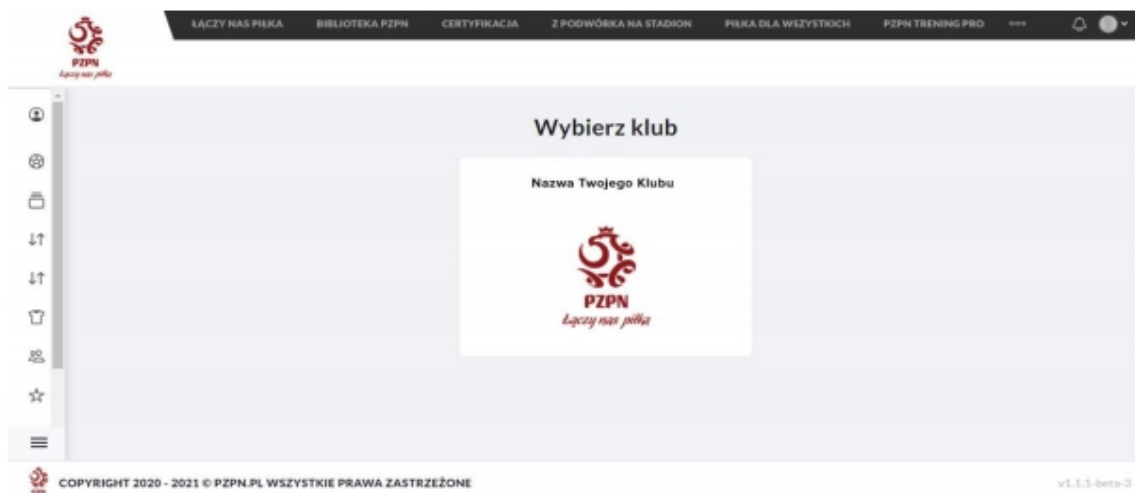 ŁĄCZY NAS PIŁKA BIBLIOTEKA PZPN CERTYFIKACJA Z PODWÓRKA NA STADION PIŁKA DLA WSZYSTKICH PZPN TRENING PRO
PZPN
Łączy nas piłka
Wybierz klub
Nazwa Twojego Klubu
PZPN
Łączy nas piłka
COPYRIGHT 2020 - 2021 © PZPN.PL WSZYSTKIE PRAWA ZASTRZEŻONE v1.1.1-beta-3